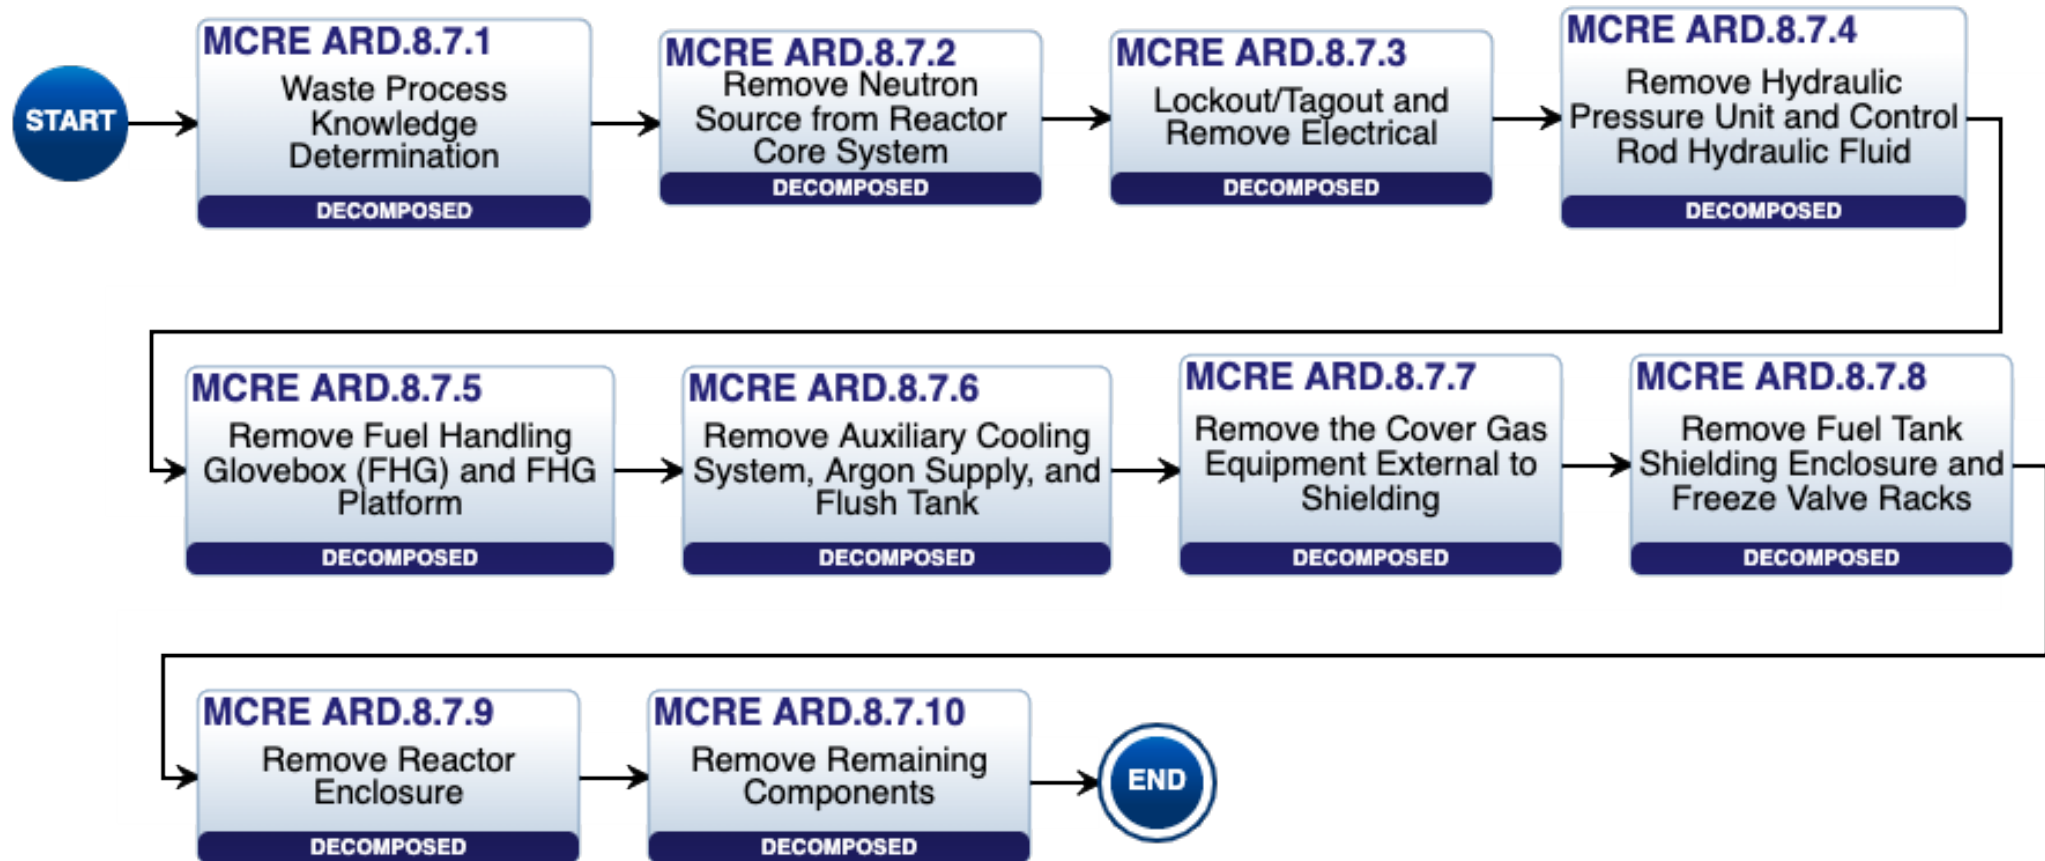 START
MCRE ARD.8.7.1
Waste Process
Knowledge
Determination
DECOMPOSED
MCRE ARD.8.7.2
Remove Neutron
Source from Reactor
Core System
DECOMPOSED
MCRE ARD.8.7.3
Lockout/Tagout and
Remove Electrical
DECOMPOSED
MCRE ARD.8.7.4
Remove Hydraulic
Pressure Unit and Control
Rod Hydraulic Fluid
DECOMPOSED
MCRE ARD.8.7.5
Remove Fuel Handling
Glovebox (FHG) and FHG
Platform
DECOMPOSED
MCRE ARD.8.7.6
Remove Auxiliary Cooling
System, Argon Supply, and
Flush Tank
DECOMPOSED
MCRE ARD.8.7.7
Remove the Cover Gas
Equipment External to
Shielding
DECOMPOSED
MCRE ARD.8.7.8
Remove Fuel Tank
Shielding Enclosure and
Freeze Valve Racks
DECOMPOSED
MCRE ARD.8.7.9
Remove Reactor
Enclosure
DECOMPOSED
MCRE ARD.8.7.10
Remove Remaining
Components
DECOMPOSED
END